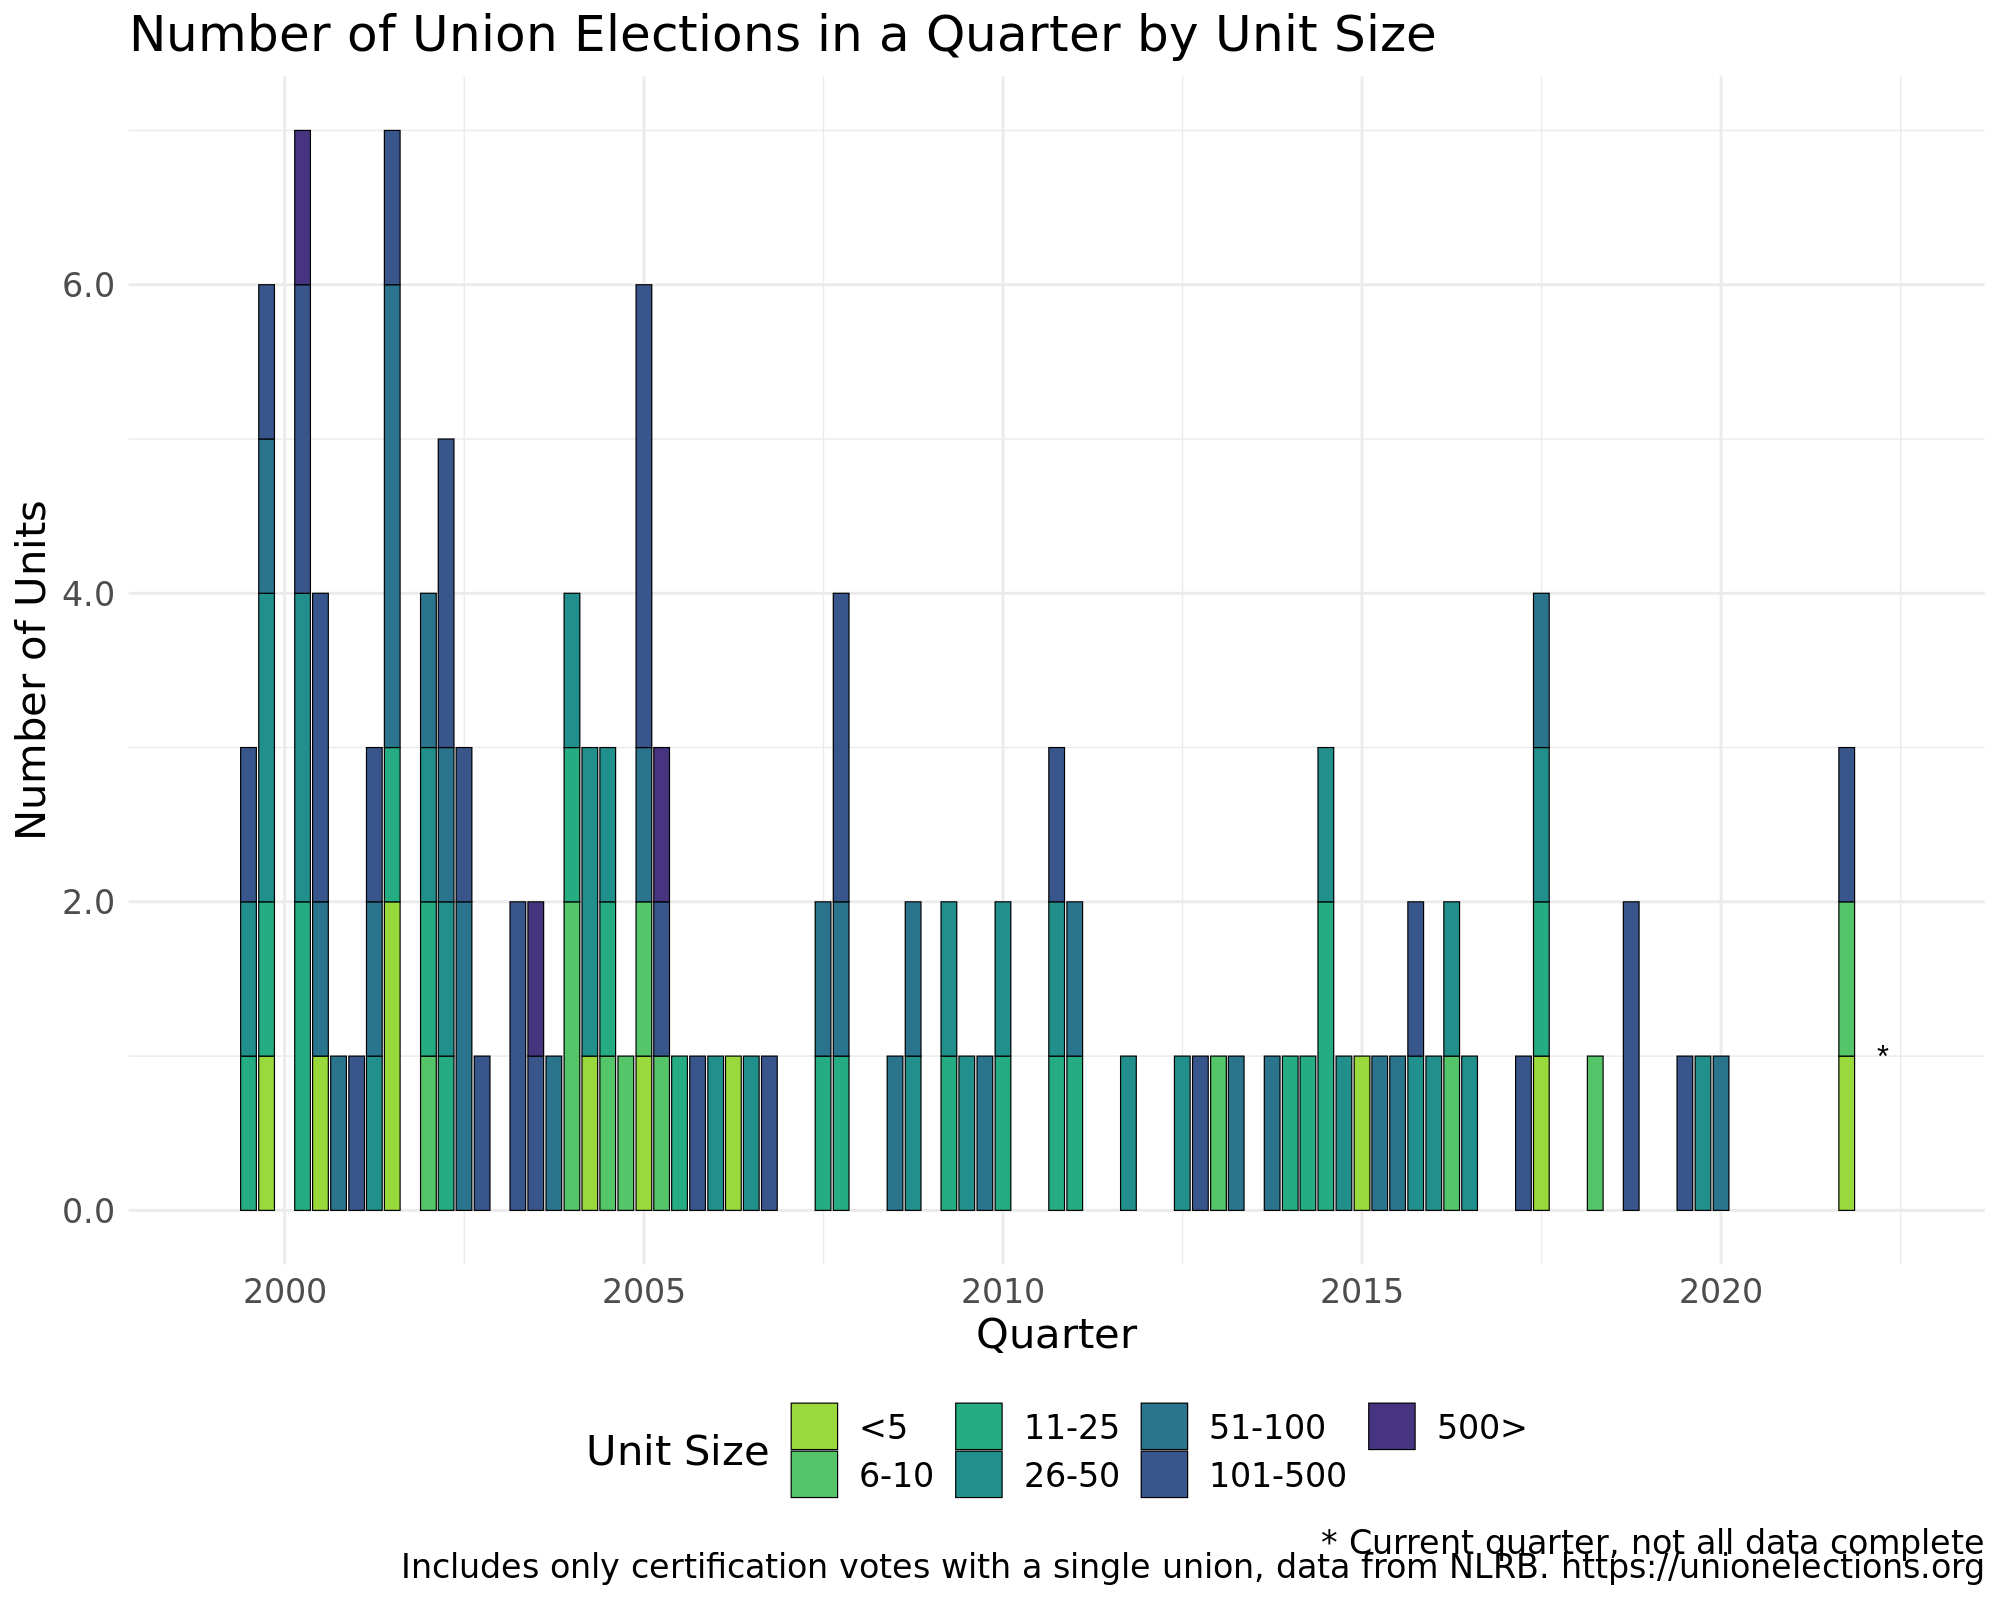 Number of Union Elections in a Quarter by Unit Size
Number of Units
6.0
4.0
2.0
0.0
*
2000 2005 2010 2015 2020
Quarter
Unit Size
<5 11-25 51-100 500>
6-10 26-50 101-500
* Current quarter, not all data complete
Includes only certification votes with a single union, data from NLRB. https://unionelections.org